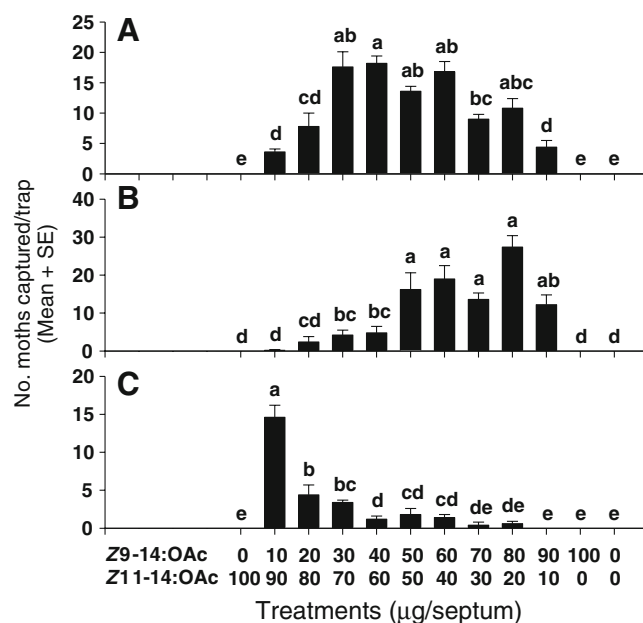 No. moths captured/trap
(Mean + SE)
A
25
20
15
10
5
0
e d cd ab a ab ab bc abc d e e
B
40
30
20
10
0
d d cd bc bc a a a a ab d d
C
20
15
10
5
0
e a b bc d cd cd de de e e e
Z9-14:OAc 0 10 20 30 40 50 60 70 80 90 100 0
Z11-14:OAc 100 90 80 70 60 50 40 30 20 10 0 0
Treatments (μg/septum)